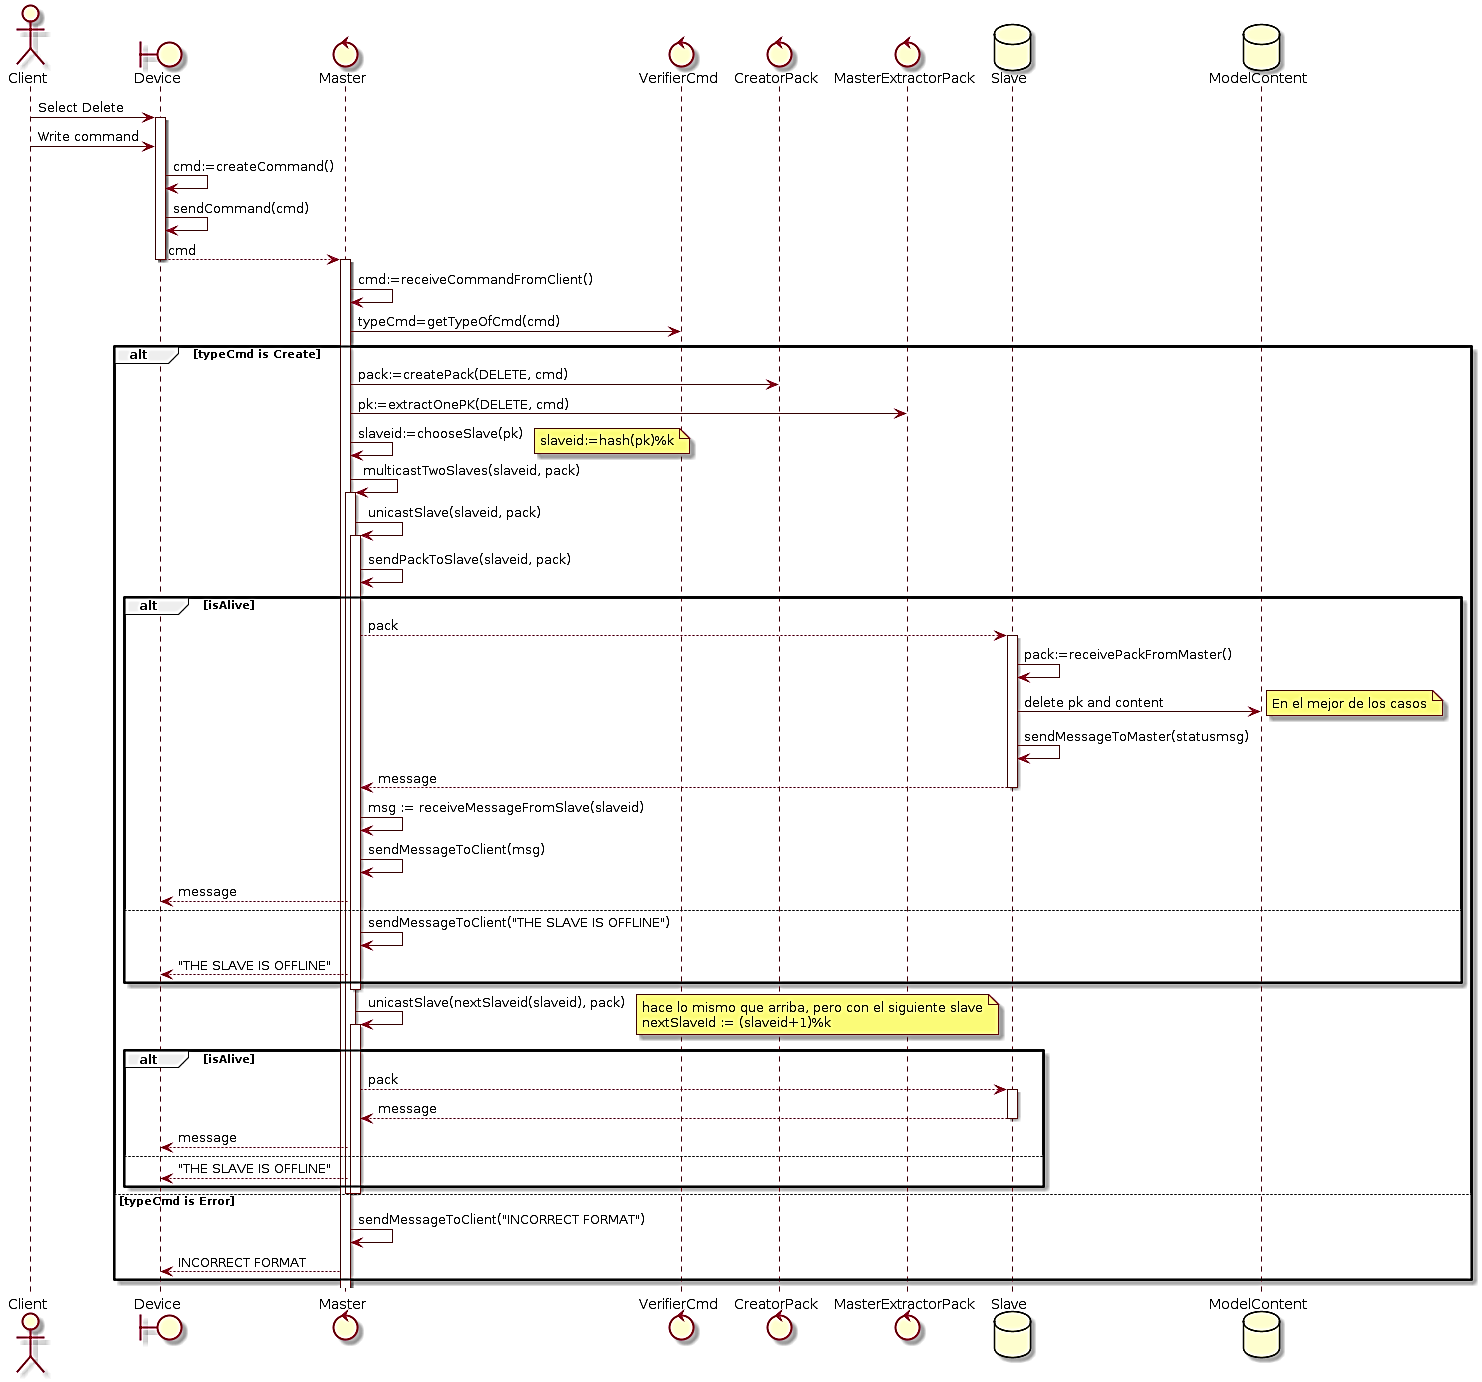 Client
Device
Master
VerifierCmd
CreatorPack
MasterExtractorPack
Slave
ModelContent
Select Delete
Write command
cmd:=createCommand()
sendCommand(cmd)
cmd
cmd:=receiveCommandFromClient()
typeCmd=getTypeOfCmd(cmd)
alt [typeCmd is Create]
pack:=createPack(DELETE, cmd)
pk:=extractOnePK(DELETE, cmd)
slaveid:=chooseSlave(pk)
slaveid:=hash(pk)%k
multicastTwoSlaves(slaveid, pack)
unicastSlave(slaveid, pack)
sendPackToSlave(slaveid, pack)
alt [isAlive]
pack
pack:=receivePackFromMaster()
delete pk and content
En el mejor de los casos
sendMessageToMaster(statusmsg)
message
msg := receiveMessageFromSlave(slaveid)
sendMessageToClient(msg)
message
sendMessageToClient("THE SLAVE IS OFFLINE")
"THE SLAVE IS OFFLINE"
unicastSlave(nextSlaveid(slaveid), pack)
hace lo mismo que arriba, pero con el siguiente slave
nextSlaveId := (slaveid+1)%k
alt [isAlive]
pack
message
message
"THE SLAVE IS OFFLINE"
[typeCmd is Error]
sendMessageToClient("INCORRECT FORMAT")
INCORRECT FORMAT
Client
Device
Master
VerifierCmd
CreatorPack
MasterExtractorPack
Slave
ModelContent